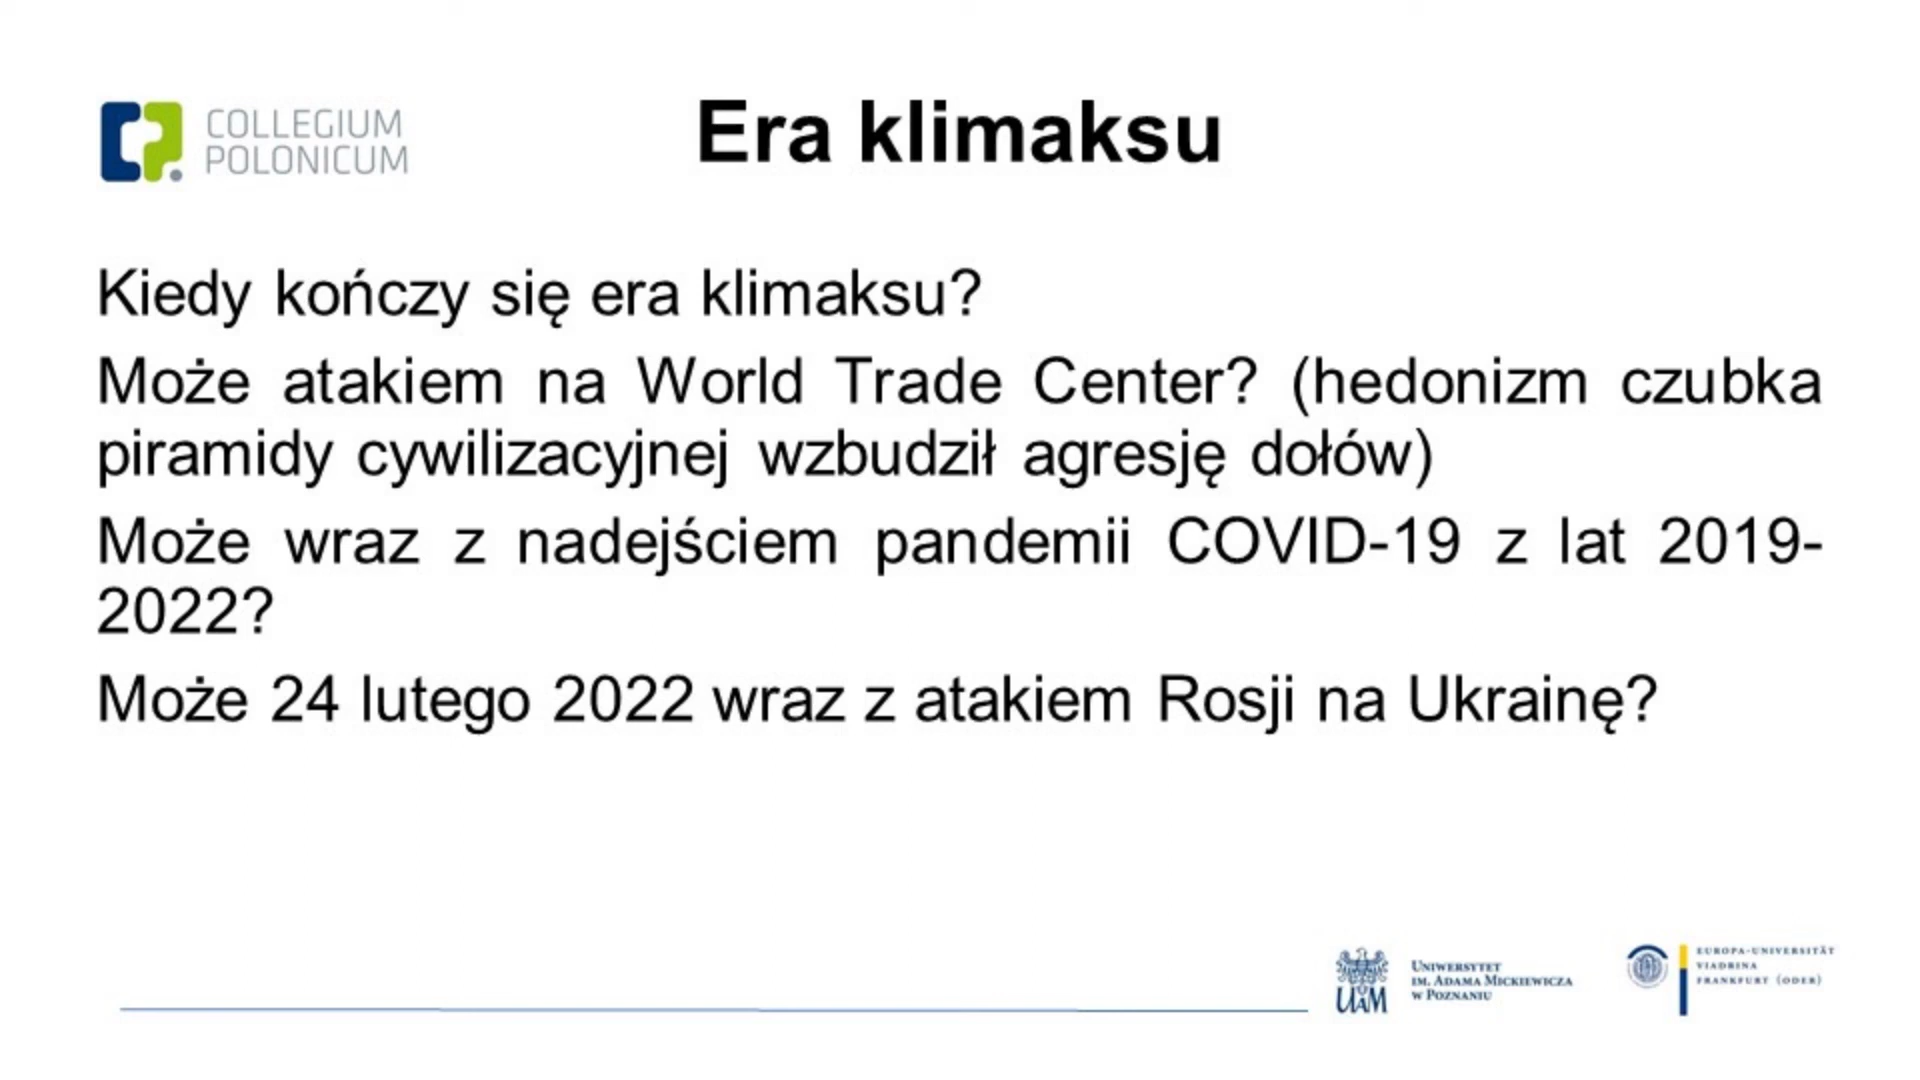 COLLEGIUM
POLONICUM
Era klimaksu
Kiedy kończy się era klimaksu?
Może atakiem na World Trade Center? (hedonizm czubka
piramidy cywilizacyjnej wzbudził agresję dołów)
Może wraz z nadejściem pandemii COVID-19 z lat 2019-
2022?
Może 24 lutego 2022 wraz z atakiem Rosji na Ukrainę?
UAM
UNIWERSYTET
IM. ADAMA MICKIEWICZA
W POZNANIU
EUROPA-UNIVERSITÄT
VIADRINA
FRANKFURT (ODER)